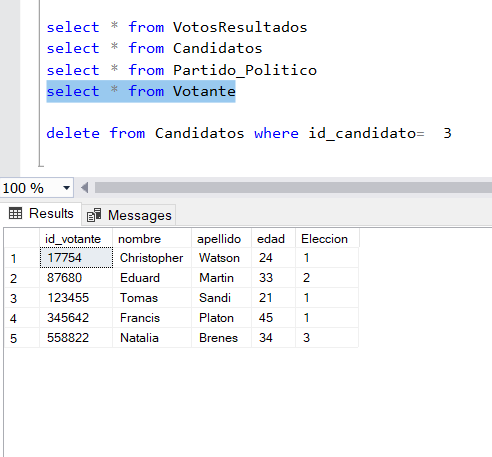 select * from VotosResultados
select * from Candidatos
select * from Partido_Politico
select * from Votante
delete from Candidatos where id_candidato=  3
100 %
Results Messages
id_votante nombre apellido edad Eleccion
1 17754 Christopher Watson 24 1
2 87680 Eduard Martin 33 2
3 123455 Tomas Sandi 21 1
4 345642 Francis Platon 45 1
5 558822 Natalia Brenes 34 3